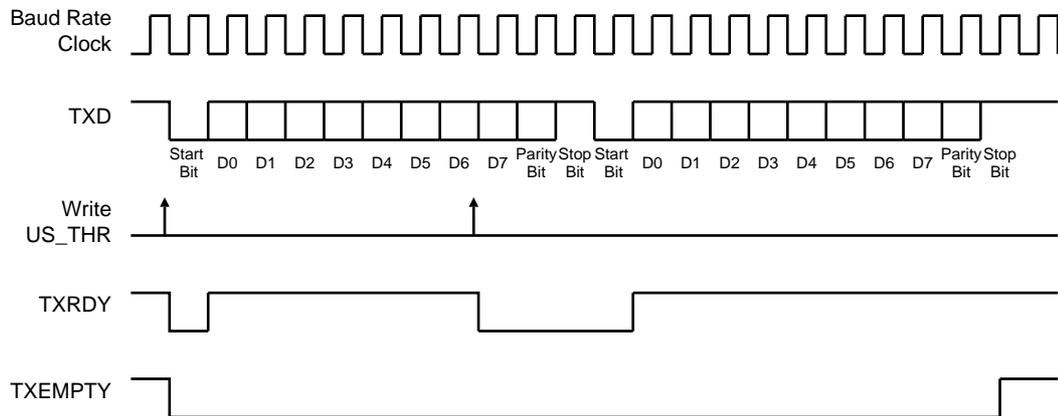 Baud Rate
Clock
TXD
Start
Bit
D0
D1
D2
D3
D4
D5
D6
D7
Parity
Bit
Stop
Bit
Start
Bit
D0
D1
D2
D3
D4
D5
D6
D7
Parity
Bit
Stop
Bit
Write
US_THR
TXRDY
TXEMPTY